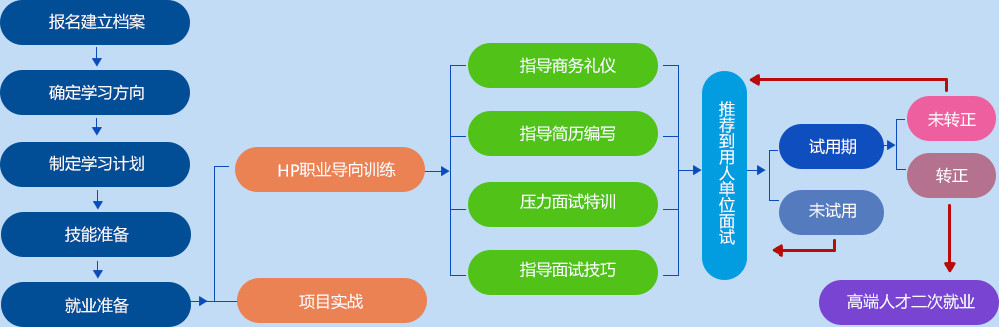 报名建立档案
确定学习方向
制定学习计划
技能准备
就业准备
HP职业导向训练
项目实战
指导商务礼仪
指导简历编写
压力面试特训
指导面试技巧
推荐到用人单位面试
试用期
未试用
未转正
转正
高端人才二次就业